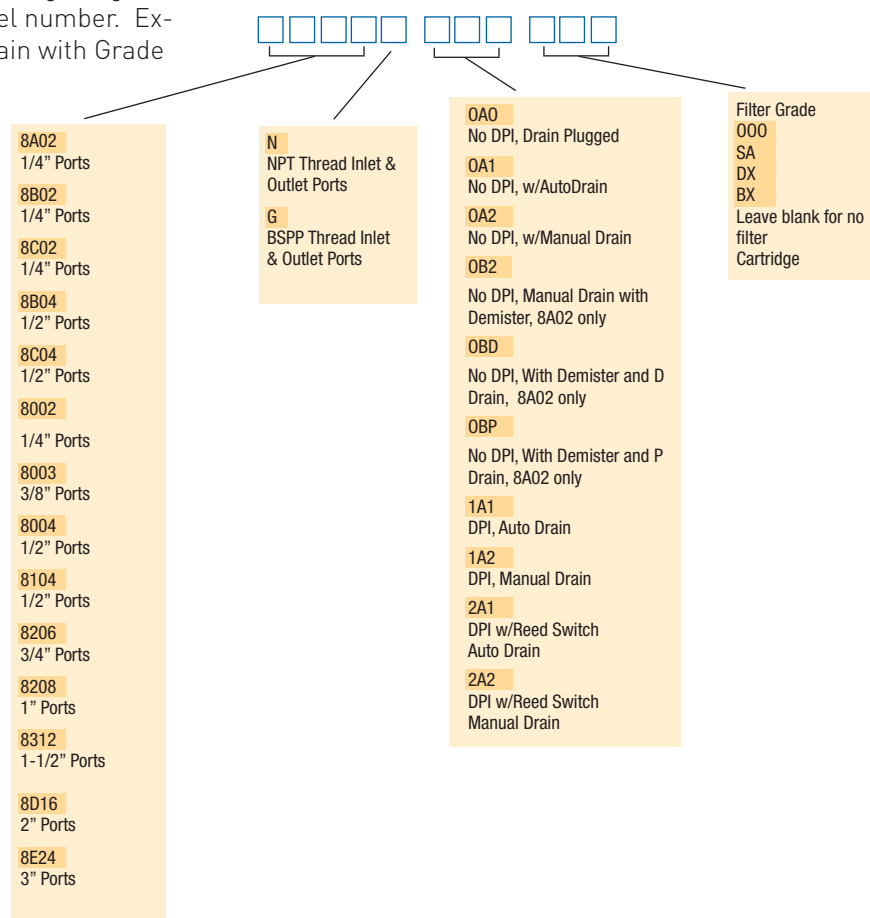 el number. Ex-
ain with Grade
8A02
1/4” Ports
8B02
1/4” Ports
8C02
1/4” Ports
8B04
1/2” Ports
8C04
1/2” Ports
8002
1/4” Ports
8003
3/8” Ports
8004
1/2” Ports
8104
1/2” Ports
8206
3/4” Ports
8208
1” Ports
8312
1-1/2” Ports
8D16
2” Ports
8E24
3” Ports
N
NPT Thread Inlet &
Outlet Ports
G
BSPP Thread Inlet
& Outlet Ports
0A0
No DPI, Drain Plugged
0A1
No DPI, w/AutoDrain
0A2
No DPI, w/Manual Drain
0B2
No DPI, Manual Drain with
Demister, 8A02 only
0BD
No DPI, With Demister and D
Drain, 8A02 only
0BP
No DPI, With Demister and P
Drain, 8A02 only
1A1
DPI, Auto Drain
1A2
DPI, Manual Drain
2A1
DPI w/Reed Switch
Auto Drain
2A2
DPI w/Reed Switch
Manual Drain
Filter Grade
000
SA
DX
BX
Leave blank for no
filter
Cartridge